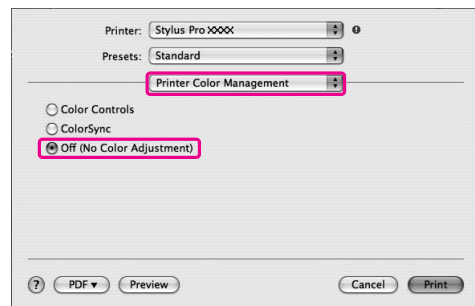 Printer: Stylus Pro XXXX
Presets: Standard
Printer Color Management
Color Controls
ColorSync
Off (No Color Adjustment)
? PDF ▼ Preview Cancel Print